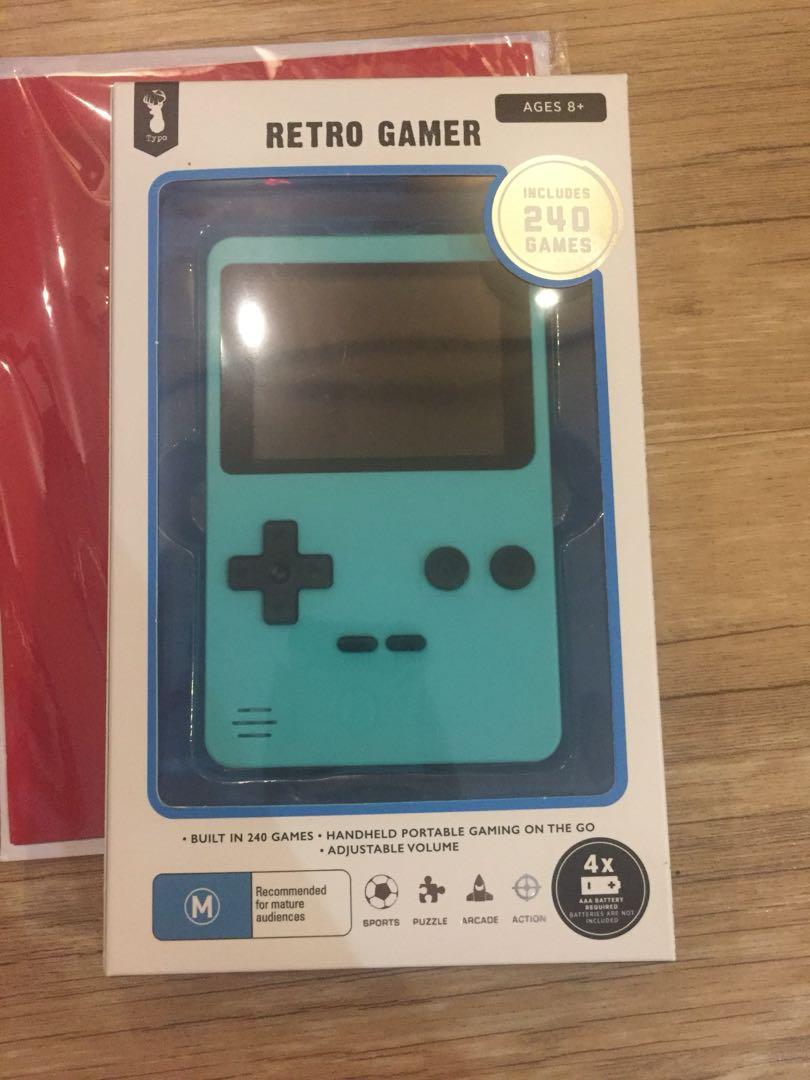 Typo
AGES 8+
RETRO GAMER
INCLUDES
240
GAMES
• BUILT IN 240 GAMES • HANDHELD PORTABLE GAMING ON THE GO
• ADJUSTABLE VOLUME
M
Recommended
for mature
audiences
SPORTS
PUZZLE
ARCADE
ACTION
4x
AAA BATTERY
REQUIRED
BATTERIES ARE NOT
INCLUDED